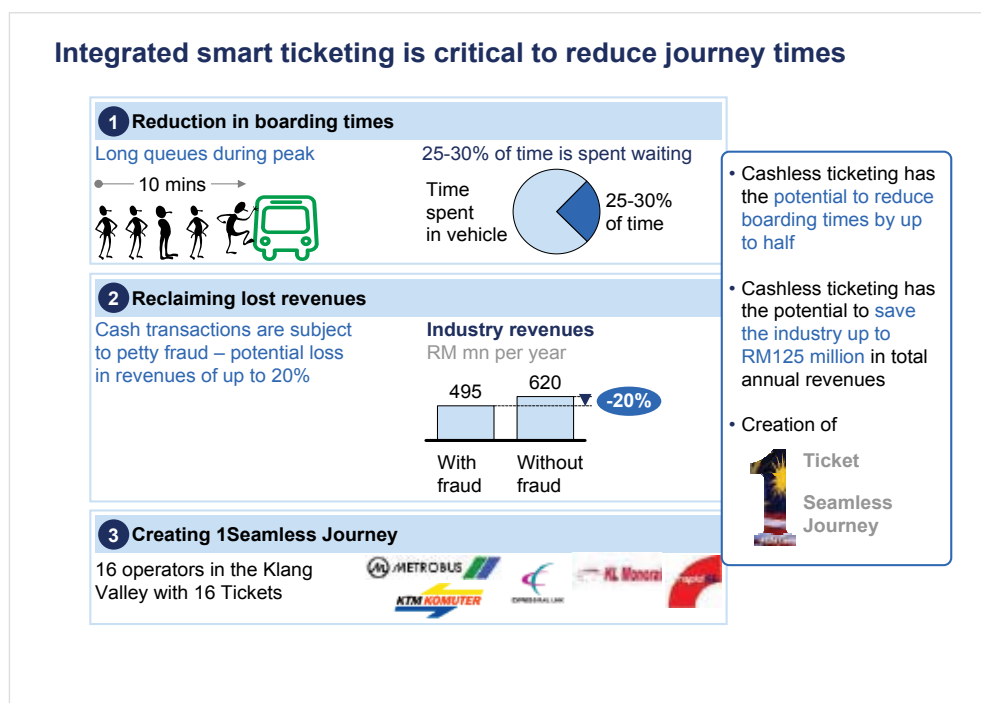 Integrated smart ticketing is critical to reduce journey times
1 Reduction in boarding times
Long queues during peak
10 mins
25-30% of time is spent waiting
Time
spent
in vehicle
25-30%
of time
2 Reclaiming lost revenues
Cash transactions are subject
to petty fraud – potential loss
in revenues of up to 20%
Industry revenues
RM mn per year
495
620
-20%
With
fraud
Without
fraud
3 Creating 1Seamless Journey
16 operators in the Klang
Valley with 16 Tickets
METROBUS
KTM KOMUTER
KL Monorail
rapid
• Cashless ticketing has
the potential to reduce
boarding times by up
to half
• Cashless ticketing has
the potential to save
the industry up to
RM125 million in total
annual revenues
• Creation of
1
Ticket
Seamless
Journey